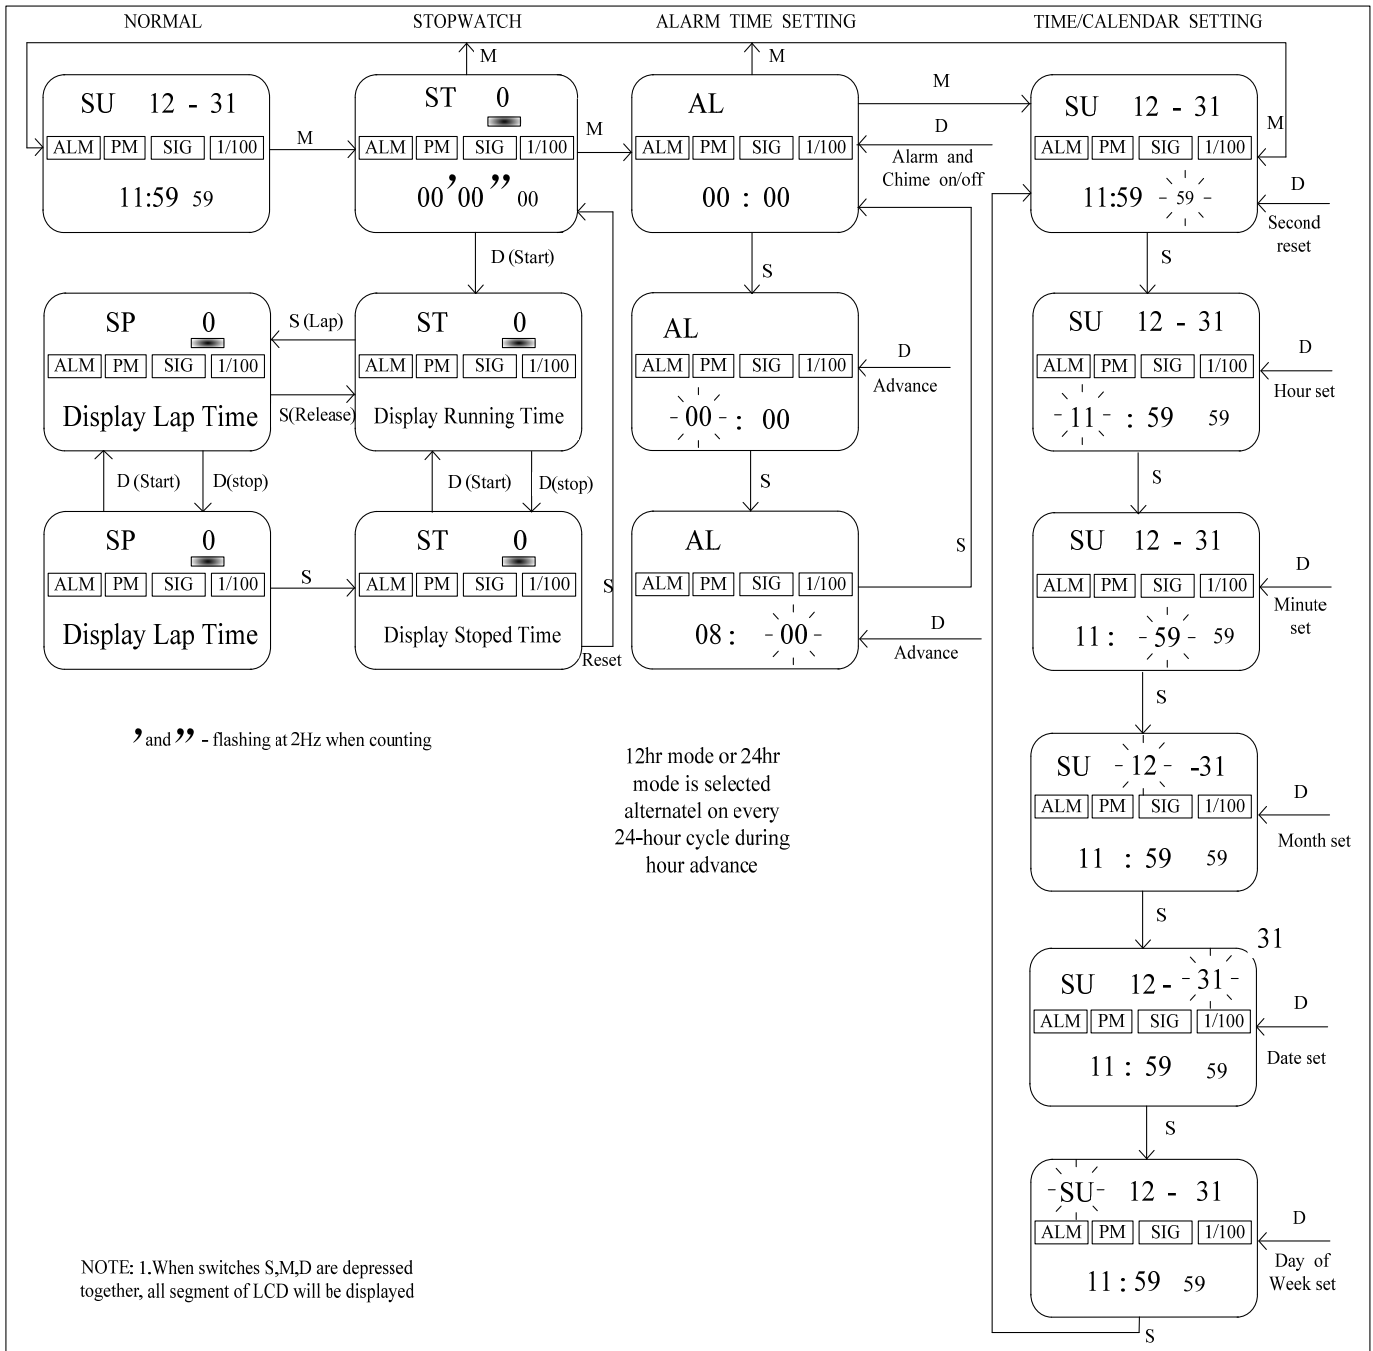 NORMAL
STOPWATCH
ALARM TIME SETTING
TIME/CALENDAR SETTING
M
M
SU 12 - 31
ALM PM SIG 1/100
11:59 59
M
ST 0
ALM PM SIG 1/100
00’00”00
M
AL
ALM PM SIG 1/100
00 : 00
M
D
Alarm and
Chime on/off
SU 12 - 31
ALM PM SIG 1/100
11:59 - 59 -
M
D
Second
reset
D (Start)
S
S
SP 0
ALM PM SIG 1/100
Display Lap Time
S (Lap)
S(Release)
ST 0
ALM PM SIG 1/100
Display Running Time
AL
ALM PM SIG 1/100
- 00 - : 00
D
Advance
SU 12 - 31
ALM PM SIG 1/100
- 11 - : 59 59
D
Hour set
D (Start)
D(stop)
D (Start)
D(stop)
S
S
SP 0
ALM PM SIG 1/100
Display Lap Time
S
ST 0
ALM PM SIG 1/100
Display Stoped Time
S
Reset
AL
ALM PM SIG 1/100
08 : - 00 -
S
D
Advance
SU 12 - 31
ALM PM SIG 1/100
11 : - 59 - 59
D
Minute
set
S
’ and ” - flashing at 2Hz when counting
12hr mode or 24hr
mode is selected
alternatel on every
24-hour cycle during
hour advance
SU - 12 - -31
ALM PM SIG 1/100
11 : 59 59
D
Month set
S
31
SU 12 - - 31 -
ALM PM SIG 1/100
11 : 59 59
D
Date set
S
- SU - 12 - 31
ALM PM SIG 1/100
11 : 59 59
D
Day of
Week set
S
NOTE: 1.When switches S,M,D are depressed
together, all segment of LCD will be displayed